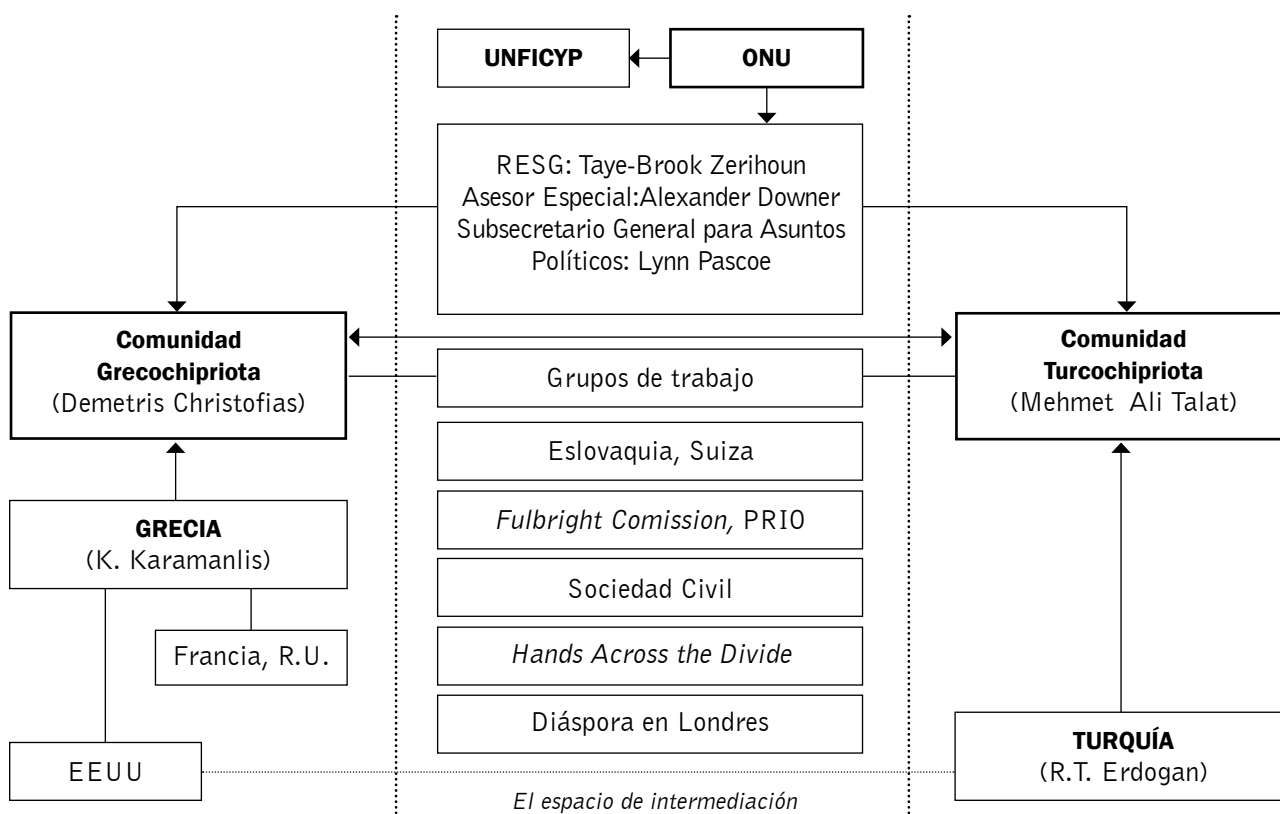 UNFICYP
ONU
RESG: Taye-Brook Zerihoun
Asesor Especial:Alexander Downer
Subsecretario General para Asuntos
Políticos: Lynn Pascoe
Comunidad
Grecochipriota
(Demetris Christofias)
Comunidad
Turcochipriota
(Mehmet Ali Talat)
Grupos de trabajo
Eslovaquia, Suiza
Fulbright Comission, PRIO
Sociedad Civil
Hands Across the Divide
Diáspora en Londres
GRECIA
(K. Karamanlis)
Francia, R.U.
EEUU
TURQUÍA
(R.T. Erdogan)
El espacio de intermediación